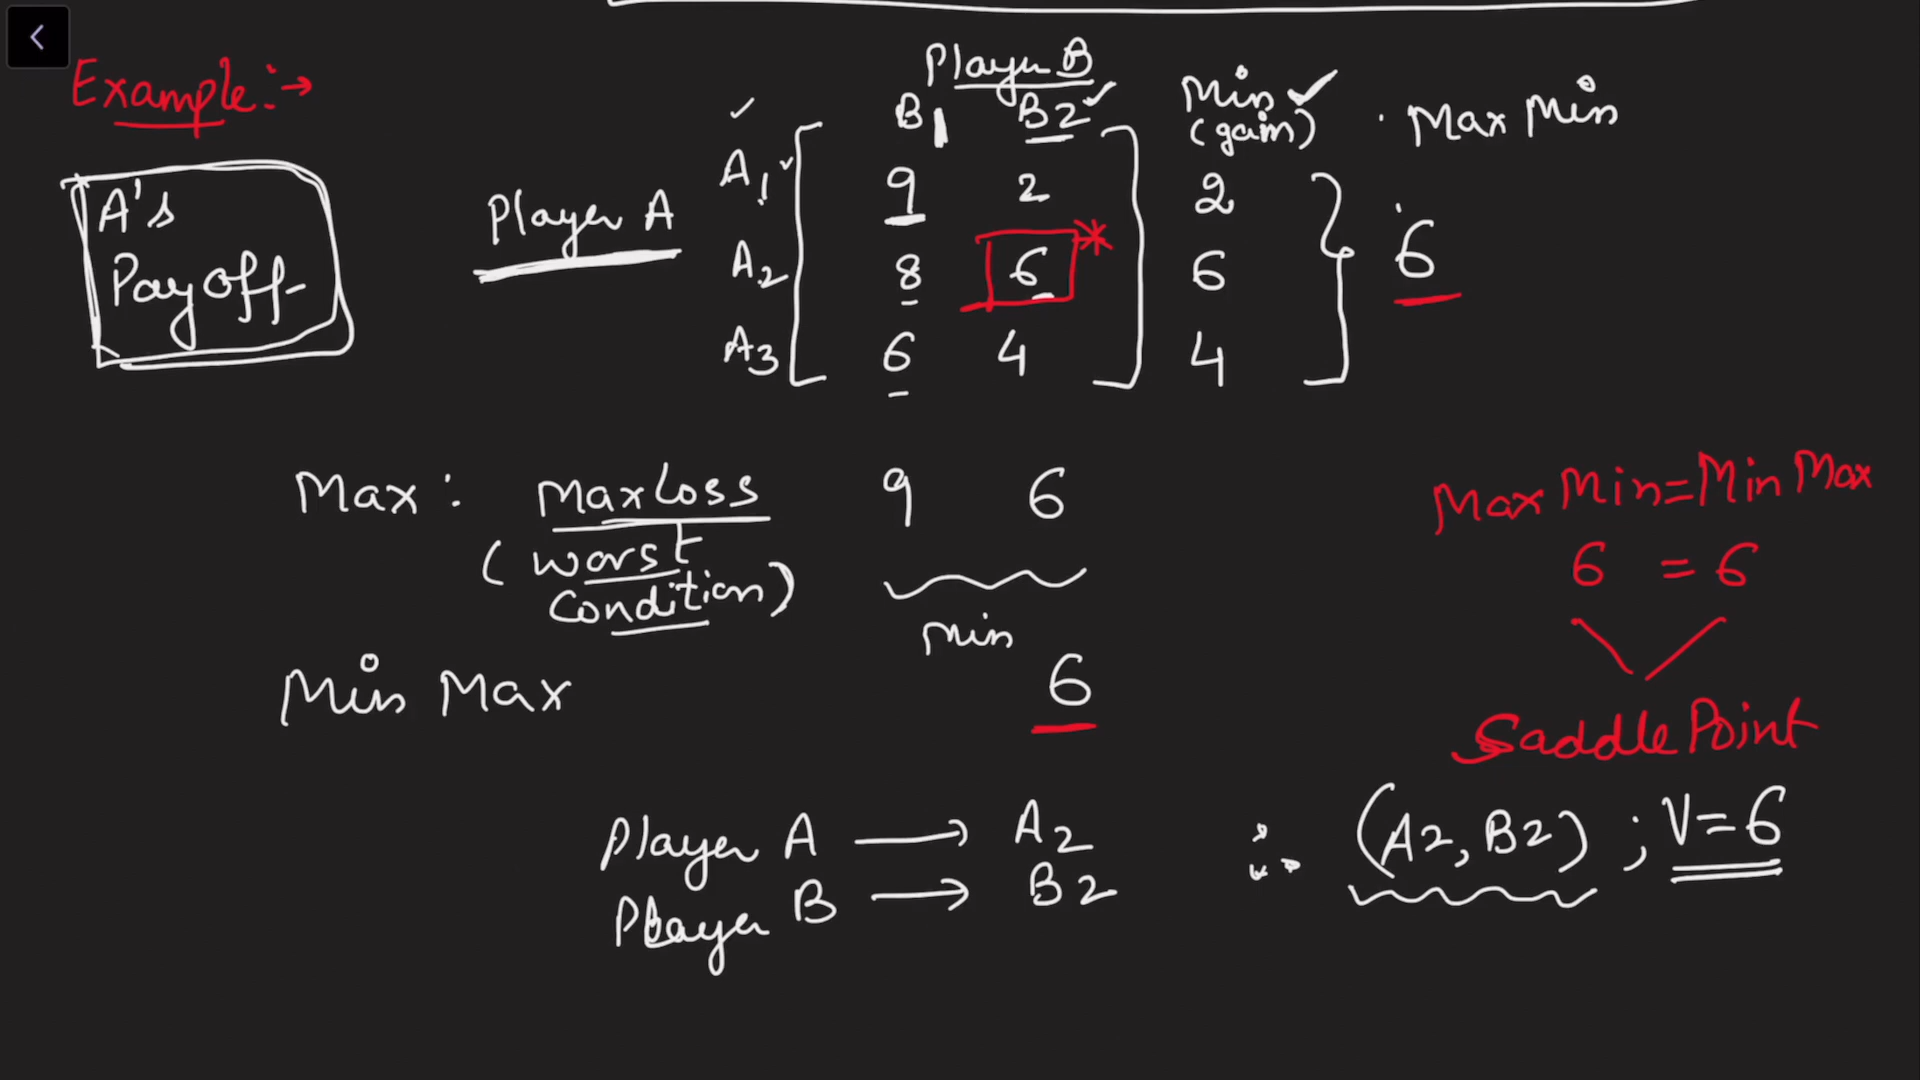 Example:→
Player B
B1 B2 Min (gain) Max Min
A's Payoff
Player A
A1 9 2 2
A2 8 6* 6 6
A3 6 4 4
Max: Max Loss 9 6
(worst condition)
Min
Min Max 6
Max Min = Min Max
6 = 6
Saddle Point
Player A → A2
Player B → B2
∴ (A2, B2) ; V=6